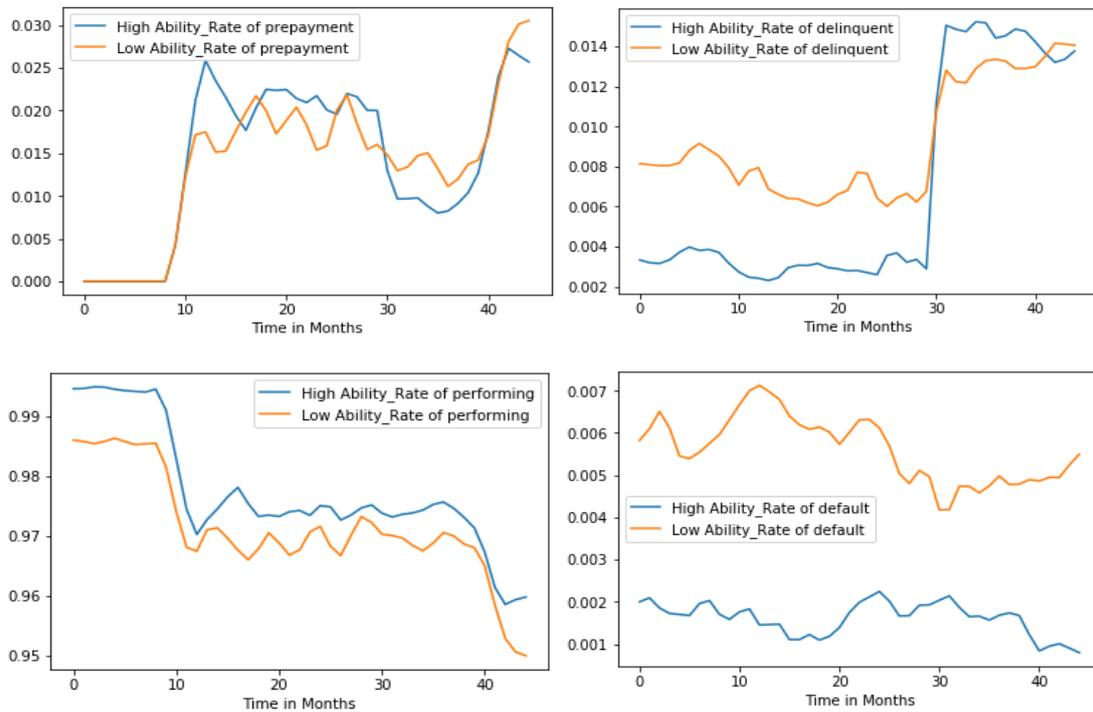 High Ability_Rate of prepayment
Low Ability_Rate of prepayment
0.030
0.025
0.020
0.015
0.010
0.005
0.000
0 10 20 30 40
Time in Months
High Ability_Rate of delinquent
Low Ability_Rate of delinquent
0.014
0.012
0.010
0.008
0.006
0.004
0.002
0 10 20 30 40
Time in Months
High Ability_Rate of performing
Low Ability_Rate of performing
0.99
0.98
0.97
0.96
0.95
0 10 20 30 40
Time in Months
0.007
0.006
0.005
0.004
High Ability_Rate of default
Low Ability_Rate of default
0.003
0.002
0.001
0 10 20 30 40
Time in Months